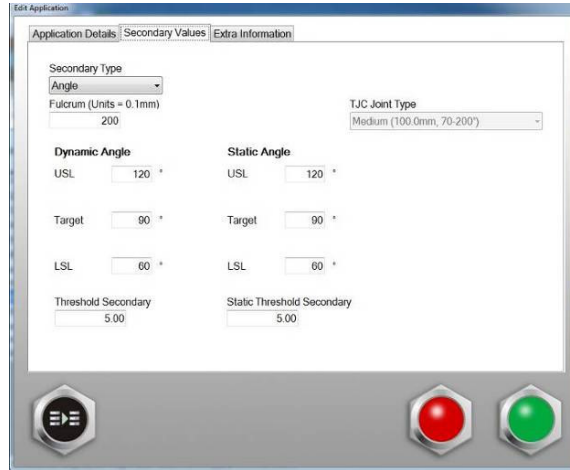 Edit Application
Application Details Secondary Values Extra Information
Secondary Type
Angle
Fulcrum (Units = 0.1mm) TJC Joint Type
200 Medium (100.0mm, 70-200°)
Dynamic Angle Static Angle
USL 120 ° USL 120 °
Target 90 ° Target 90 °
LSL 60 ° LSL 60 °
Threshold Secondary Static Threshold Secondary
5.00 5.00